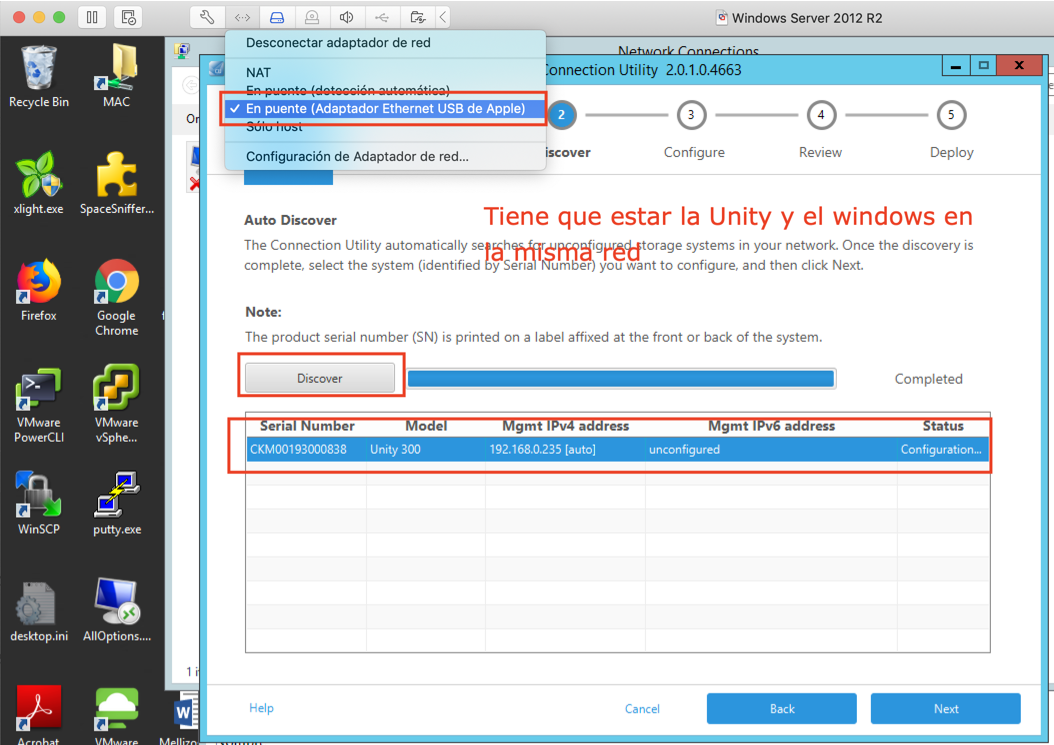 Windows Server 2012 R2
Recycle Bin
MAC
xlight.exe
SpaceSniffer...
Firefox
Google
Chrome
VMware
PowerCLI
VMware
vSphe...
WinSCP
putty.exe
desktop.ini
AllOptions....
Acrobat
VMware
Mellizo
Network Connections
Or
Desconectar adaptador de red
NAT
En puente (detección automática)
En puente (Adaptador Ethernet USB de Apple)
Sólo host
Configuración de Adaptador de red...
Connection Utility 2.0.1.0.4663
2
3
4
5
iscover
Configure
Review
Deploy
Auto Discover
Tiene que estar la Unity y el windows en
la misma red
The Connection Utility automatically searches for unconfigured storage systems in your network. Once the discovery is
complete, select the system (identified by Serial Number) you want to configure, and then click Next.
Note:
The product serial number (SN) is printed on a label affixed at the front or back of the system.
Discover
Completed
Serial Number Model Mgmt IPv4 address Mgmt IPv6 address Status
CKM00193000838 Unity 300 192.168.0.235 [auto] unconfigured Configuration...
Help
Cancel
Back
Next